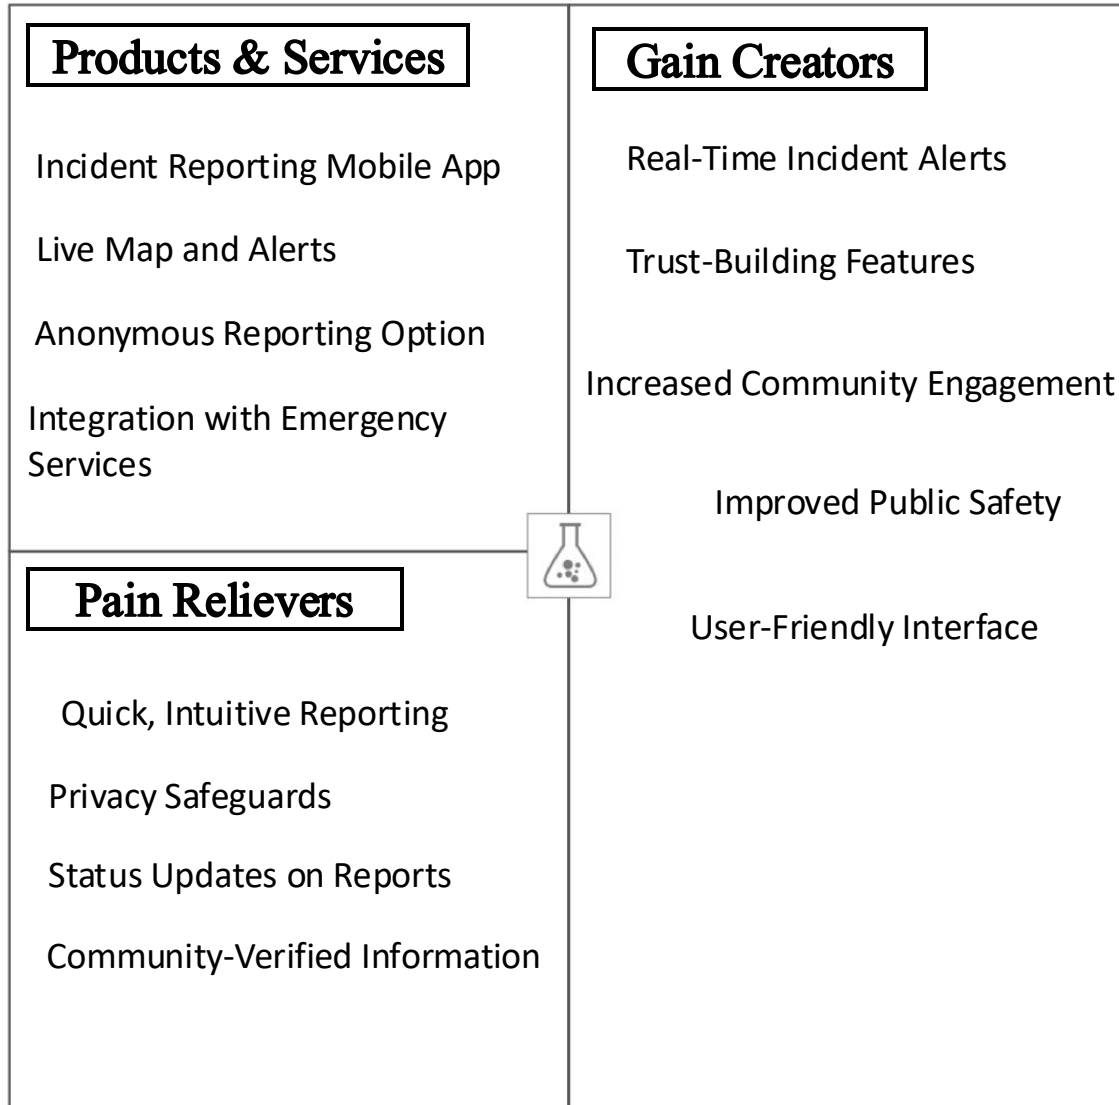 Products & Services
Incident Reporting Mobile App
Live Map and Alerts
Anonymous Reporting Option
Integration with Emergency
Services
Pain Relievers
Quick, Intuitive Reporting
Privacy Safeguards
Status Updates on Reports
Community-Verified Information
Gain Creators
Real-Time Incident Alerts
Trust-Building Features
Increased Community Engagement
Improved Public Safety
User-Friendly Interface